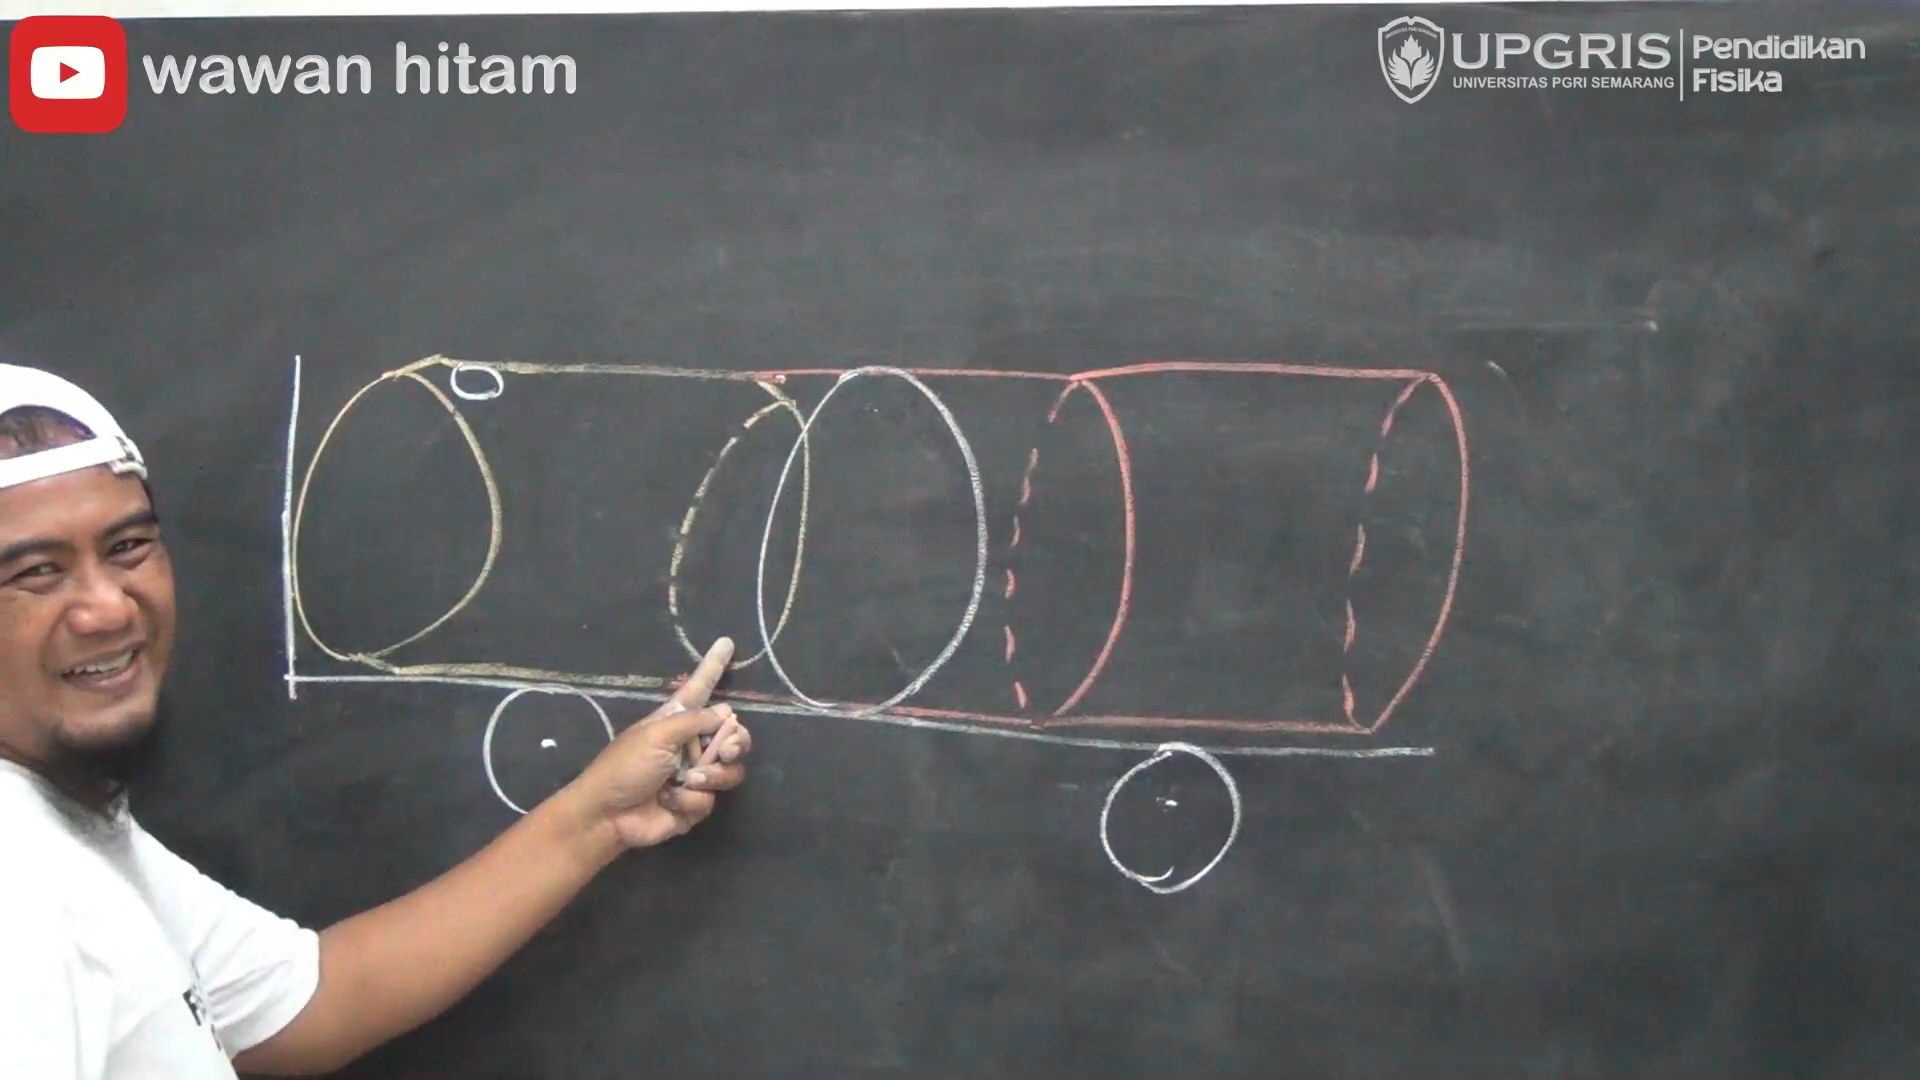 wawan hitam
UPGRIS
UNIVERSITAS PGRI SEMARANG
Pendidikan
Fisika